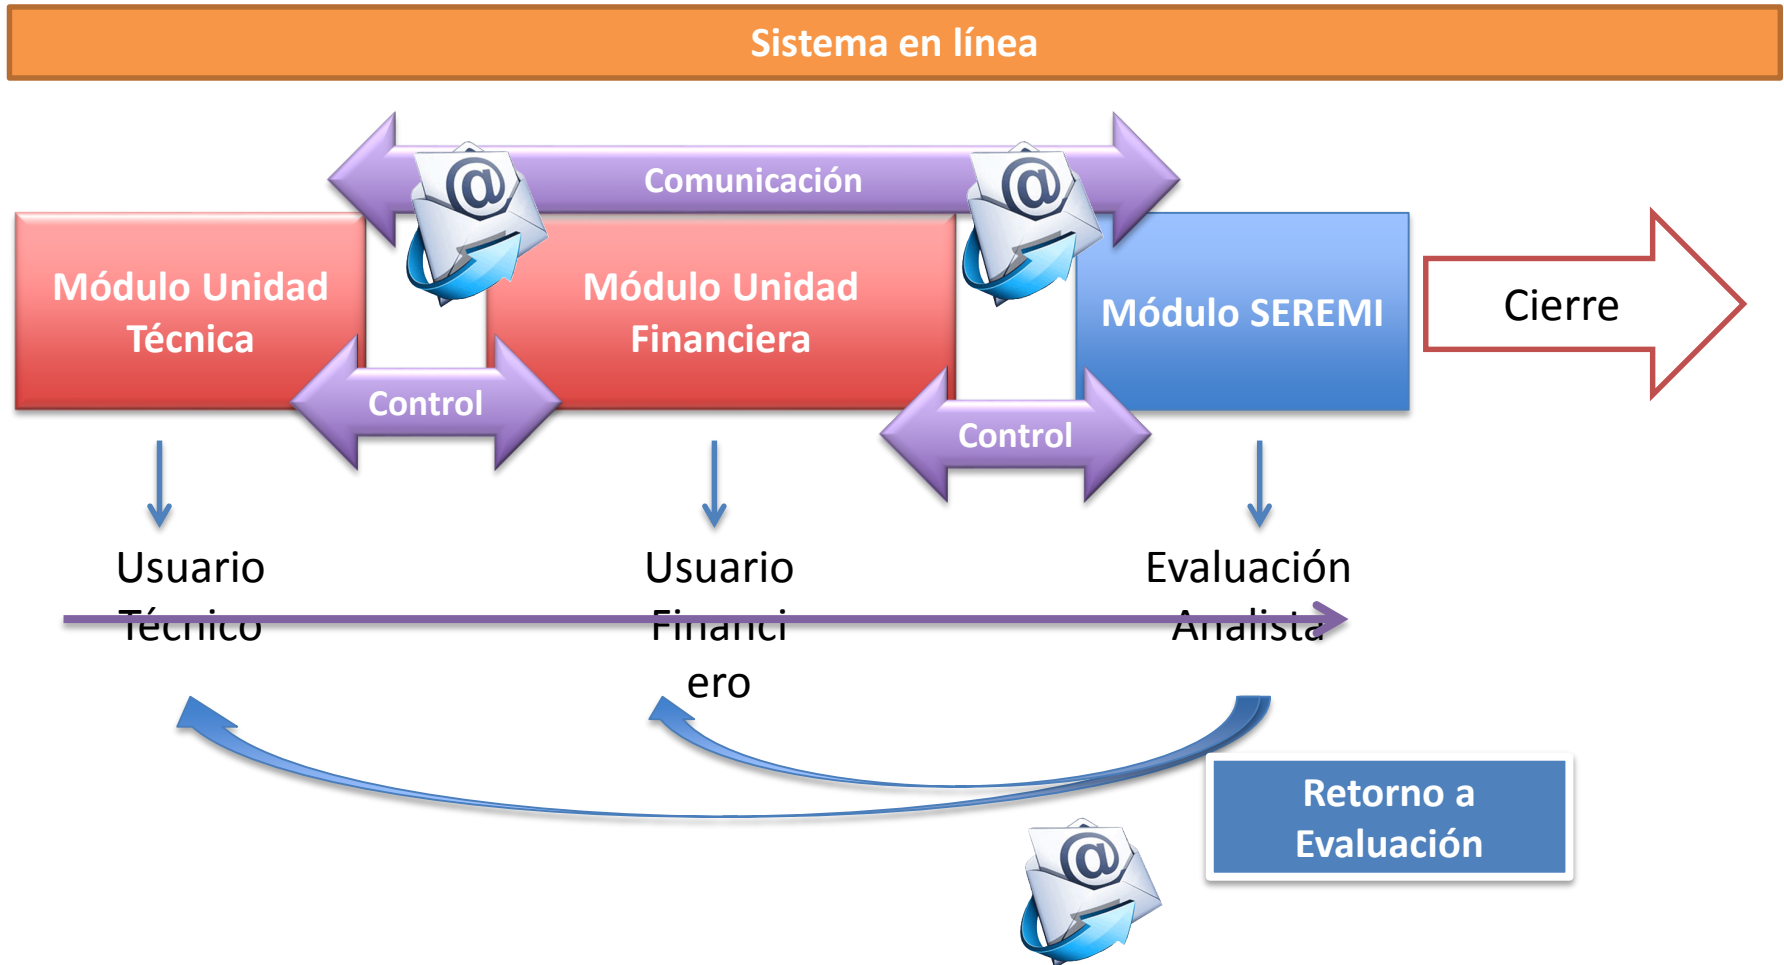 Sistema en línea
Comunicación
Módulo Unidad
Técnica
Módulo Unidad
Financiera
Módulo SEREMI
Cierre
Control
Control
Usuario
Técnico
Usuario
Financi
ero
Evaluación
Analista
Retorno a
Evaluación